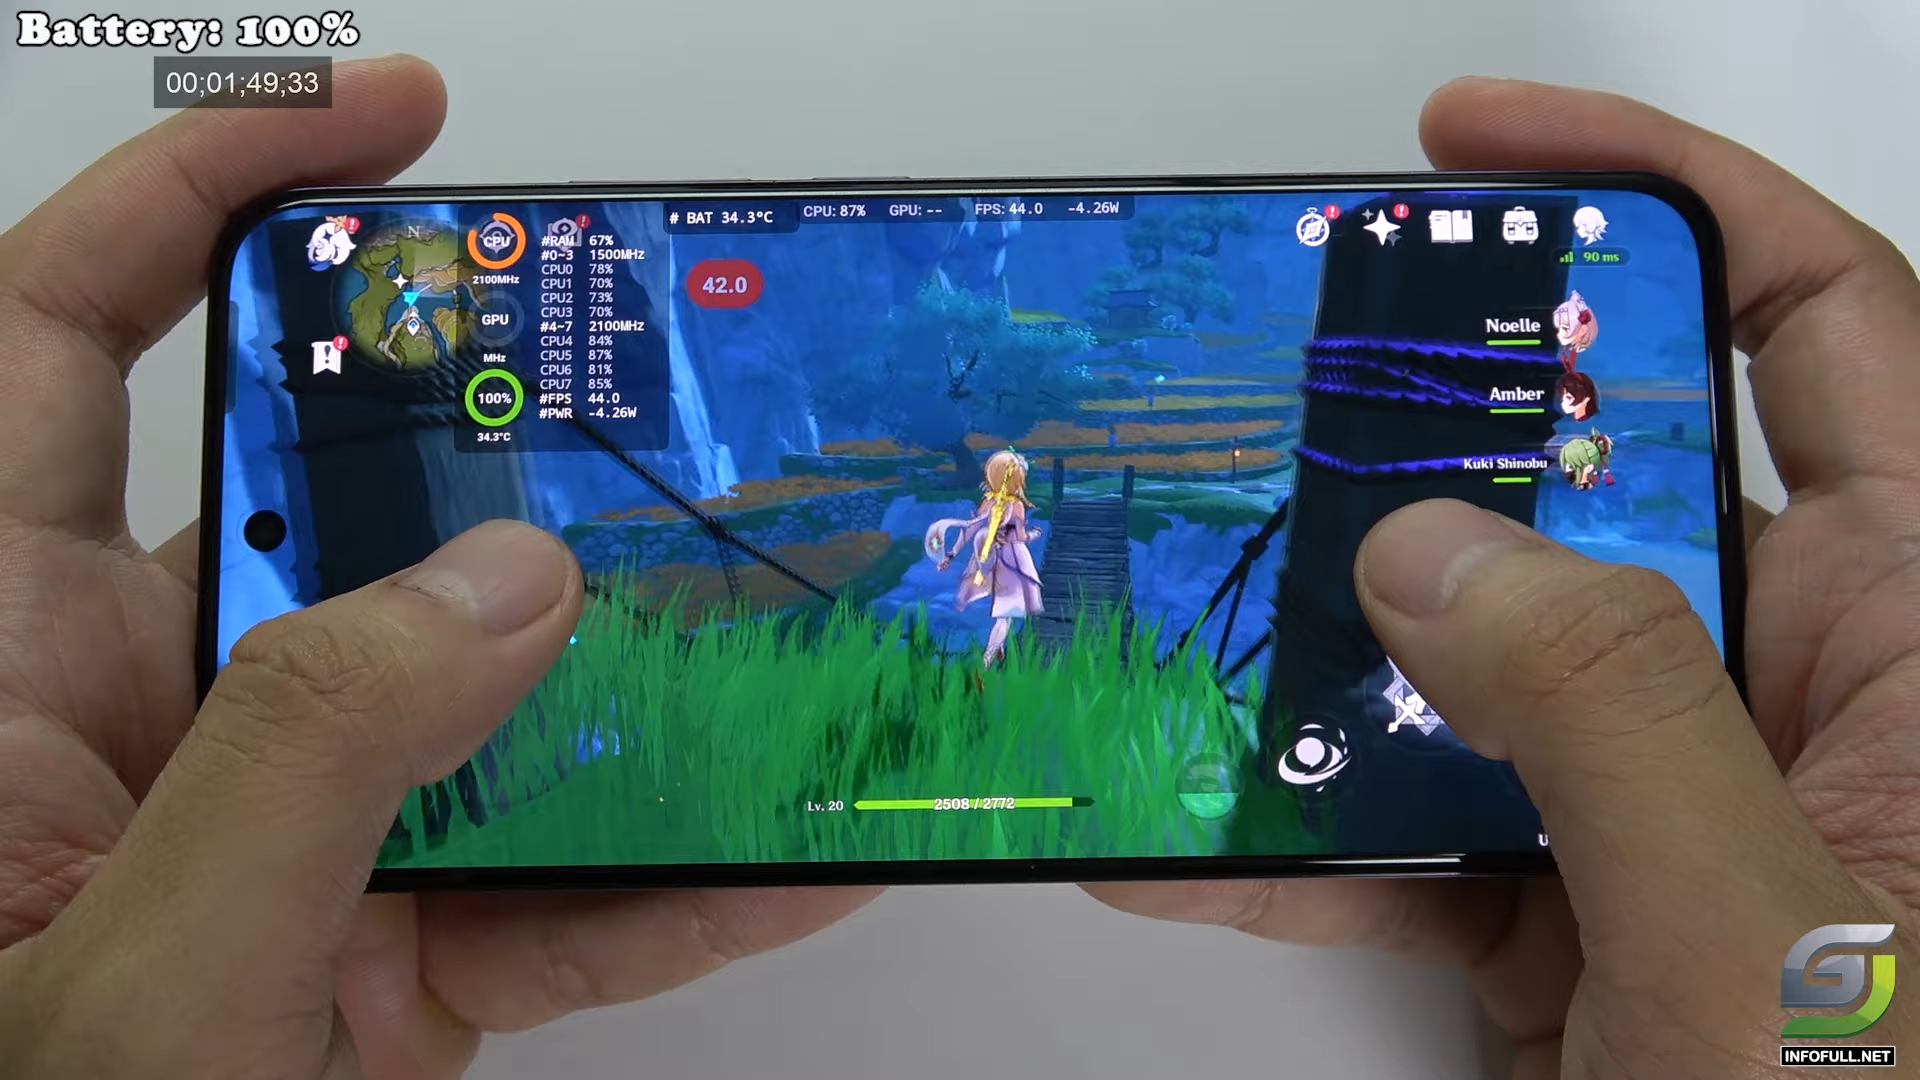 Battery: 100%
00;01;49;33
# BAT 34.3°C
CPU: 87% GPU: -- FPS: 44.0 -4.26W
N
CPU
2100MHz
GPU
MHz
100%
34.3°C
#RAM 67%
#0~3 1500MHz
CPU0 78%
CPU1 70%
CPU2 73%
CPU3 70%
#4~7 2100MHz
CPU4 84%
CPU5 87%
CPU6 81%
CPU7 85%
#FPS 44.0
#PWR -4.26W
42.0
90 ms
Noelle
Amber
Kuki Shinobu
Lv. 20 2508 / 2772
INFOFULL.NET